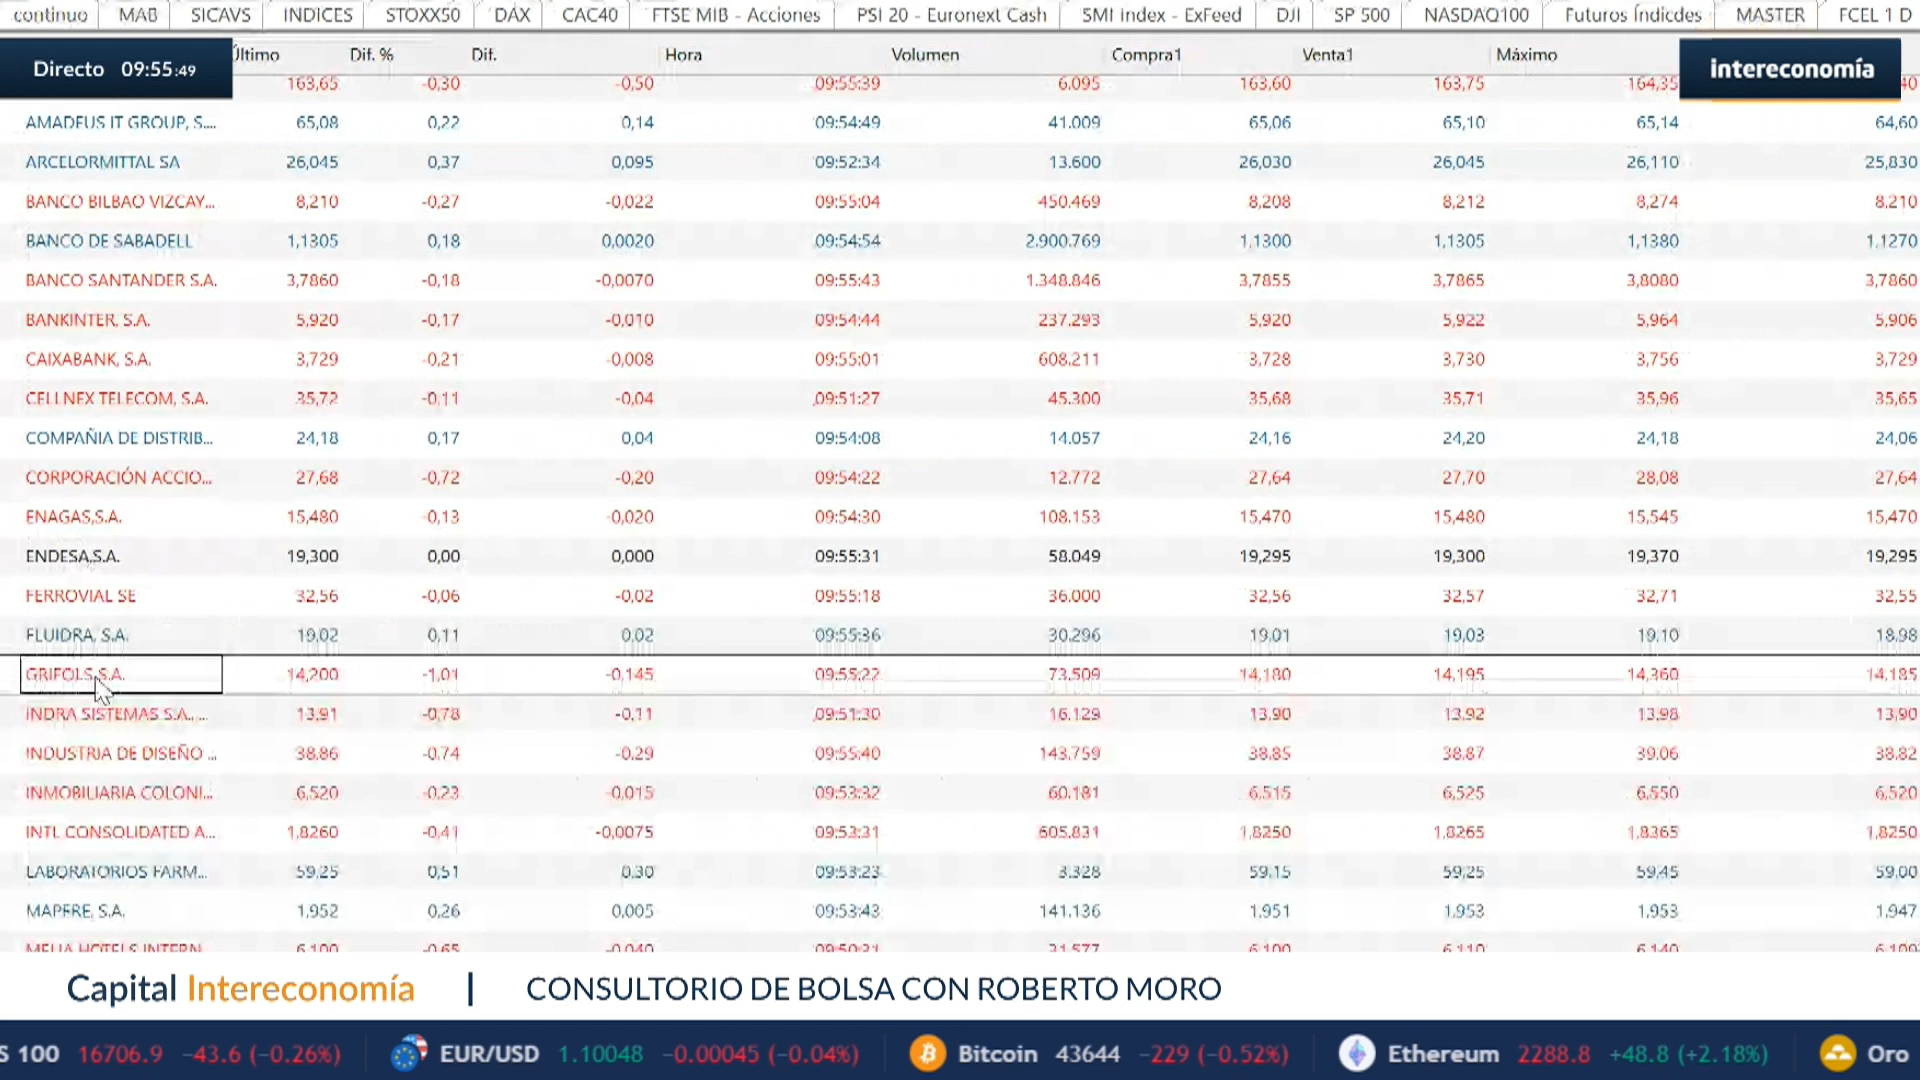 continuo MAB SICAVS INDICES STOXX50 DAX CAC40 FTSE MIB - Acciones PSI 20 - Euronext Cash SMI Index - ExFeed DJI SP 500 NASDAQ100 Futuros Indicdes MASTER FCEL 1 D
Directo 09:55:49
Último Dif. % Dif. Hora Volumen Compra1 Venta1 Máximo
intereconomía
163,65 -0,30 -0,50 09:55:39 6.095 163,60 163,75 164,35 40
AMADEUS IT GROUP, S.... 65,08 0,22 0,14 09:54:49 41.009 65,06 65,10 65,14 64,60
ARCELORMITTAL SA 26,045 0,37 0,095 09:52:34 13.600 26,030 26,045 26,110 25,830
BANCO BILBAO VIZCAY... 8,210 -0,27 -0,022 09:55:04 450.469 8,208 8,212 8,274 8,210
BANCO DE SABADELL 1,1305 0,18 0,0020 09:54:54 2.900.769 1,1300 1,1305 1,1380 1,1270
BANCO SANTANDER S.A. 3,7860 -0,18 -0,0070 09:55:43 1.348.846 3,7855 3,7865 3,8080 3,7860
BANKINTER, S.A. 5,920 -0,17 -0,010 09:54:44 237.293 5,920 5,922 5,964 5,906
CAIXABANK, S.A. 3,729 -0,21 -0,008 09:55:01 608.211 3,728 3,730 3,756 3,729
CELLNEX TELECOM, S.A. 35,72 -0,11 -0,04 09:51:27 45.300 35,68 35,71 35,96 35,65
COMPAÑIA DE DISTRIB... 24,18 0,17 0,04 09:54:08 14.057 24,16 24,20 24,18 24,06
CORPORACIÓN ACCIO... 27,68 -0,72 -0,20 09:54:22 12.772 27,64 27,70 28,08 27,64
ENAGAS,S.A. 15,480 -0,13 -0,020 09:54:30 108.153 15,470 15,480 15,545 15,470
ENDESA,S.A. 19,300 0,00 0,000 09:55:31 58.049 19,295 19,300 19,370 19,295
FERROVIAL SE 32,56 -0,06 -0,02 09:55:18 36.000 32,56 32,57 32,71 32,55
FLUIDRA, S.A. 19,02 0,11 0,02 09:55:36 30.296 19,01 19,03 19,10 18,98
GRIFOLS,S.A. 14,200 -1,01 -0,145 09:55:22 73.509 14,180 14,195 14,360 14,185
INDRA SISTEMAS S.A., ... 13,91 -0,78 -0,11 09:51:30 16.129 13,90 13,92 13,98 13,90
INDUSTRIA DE DISEÑO ... 38,86 -0,74 -0,29 09:55:40 143.759 38,85 38,87 39,06 38,82
INMOBILIARIA COLONI... 6,520 -0,23 -0,015 09:53:32 60.181 6,515 6,525 6,550 6,520
INTL CONSOLIDATED A... 1,8260 -0,41 -0,0075 09:53:31 605.831 1,8250 1,8265 1,8365 1,8250
LABORATORIOS FARM... 59,25 0,51 0,30 09:53:23 3.328 59,15 59,25 59,45 59,00
MAPFRE, S.A. 1,952 0,26 0,005 09:53:43 141.136 1,951 1,953 1,953 1,947
MELIA HOTELS INTERN 6,100 -0,65 -0,040 09:50:31 31.577 6,100 6,110 6,140 6,100
Capital Intereconomía | CONSULTORIO DE BOLSA CON ROBERTO MORO
S 100 16706.9 -43.6 (-0.26%) EUR/USD 1.10048 -0.00045 (-0.04%) Bitcoin 43644 -229 (-0.52%) Ethereum 2288.8 +48.8 (+2.18%) Oro